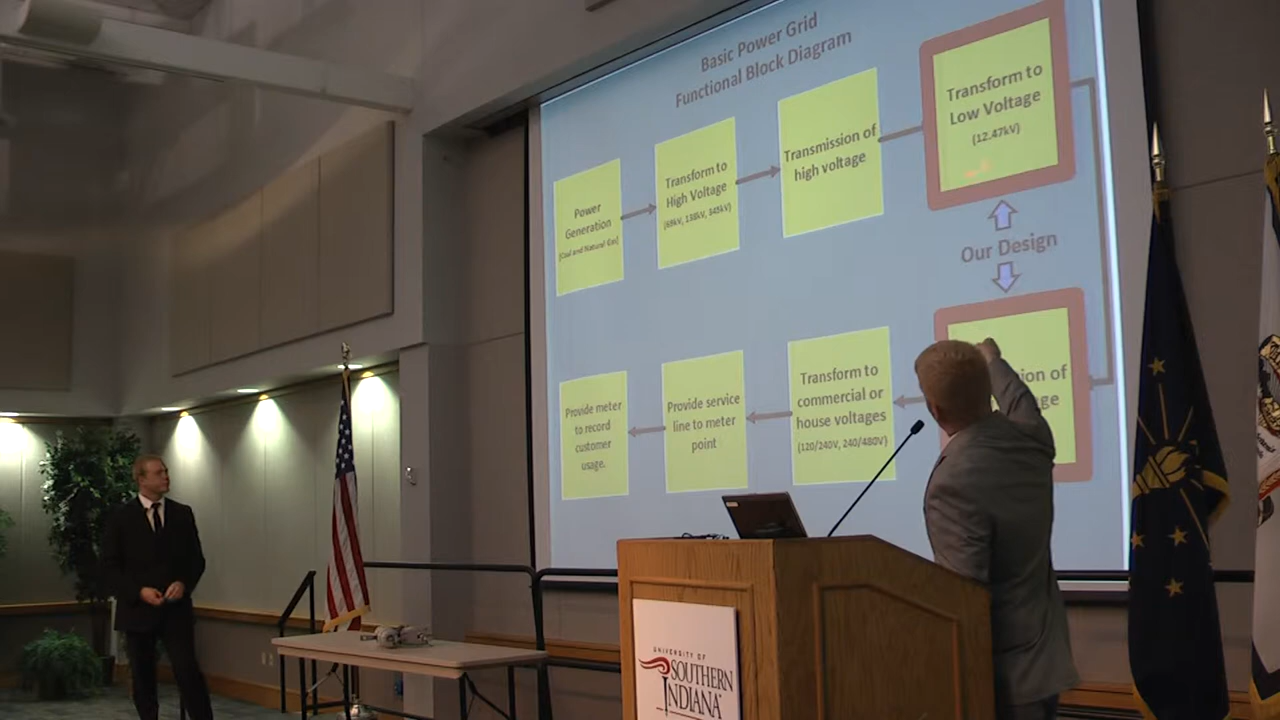 Basic Power Grid
Functional Block Diagram
Power
Generation
(Coal and Natural Gas)
Transform to
High Voltage
(69kV, 138kV, 345kV)
Transmission of
high voltage
Transform to
Low Voltage
(12.47kV)
Our Design
ion of
ge
Transform to
commercial or
house voltages
(120/240V, 240/480V)
Provide service
line to meter
point
Provide meter
to record
customer
usage.
UNIVERSITY OF
SOUTHERN
INDIANA